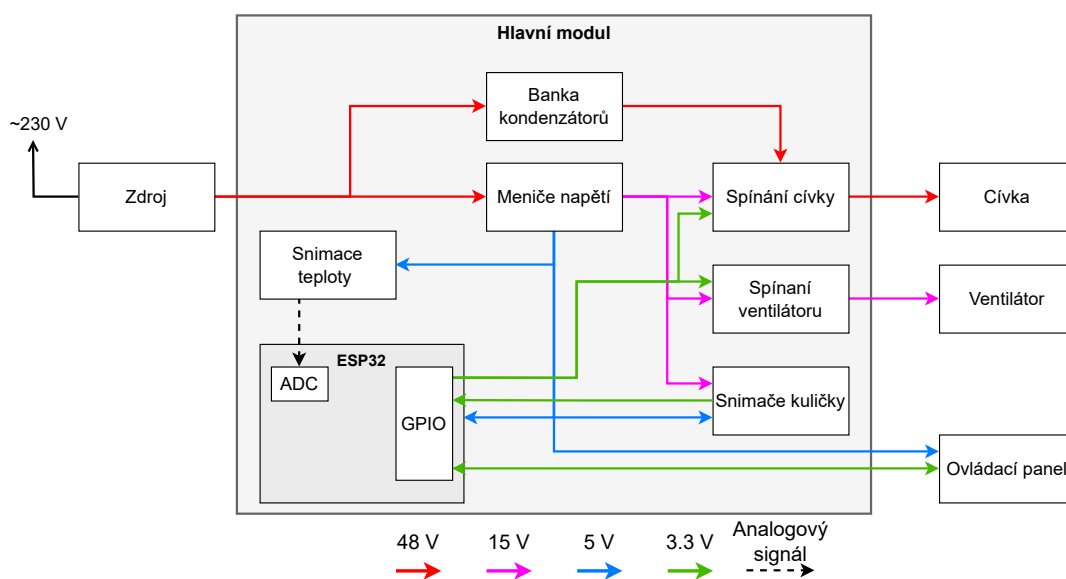 Hlavní modul
Banka
kondenzátorů
~230 V
Zdroj
Meniče napětí
Spínání cívky
Cívka
Snimace
teploty
Spínaní
ventilátoru
Ventilátor
ESP32
ADC
GPIO
Snimače kuličky
Ovládací panel
48 V
15 V
5 V
3.3 V
Analogový
signál